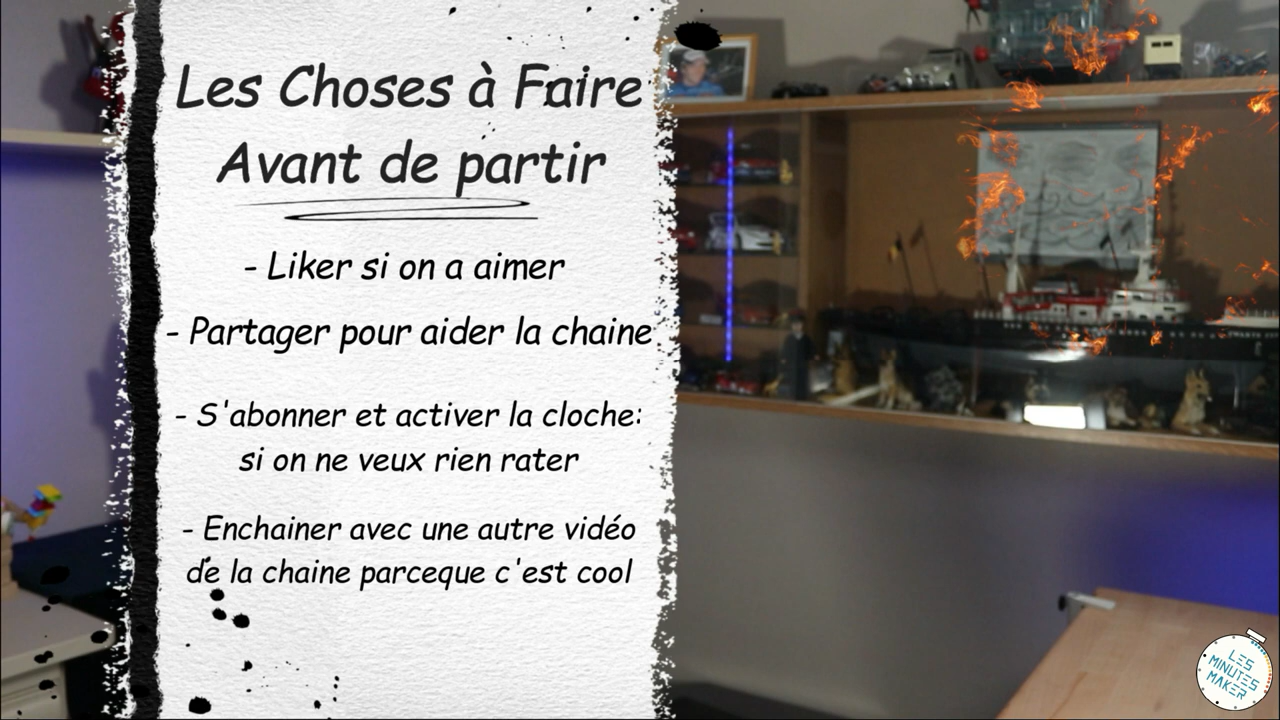 Les Choses à Faire
Avant de partir
- Liker si on a aimer
- Partager pour aider la chaine
- S'abonner et activer la cloche:
si on ne veux rien rater
- Enchainer avec une autre vidéo
de la chaine parceque c'est cool
LES
MINUTES
MAKER